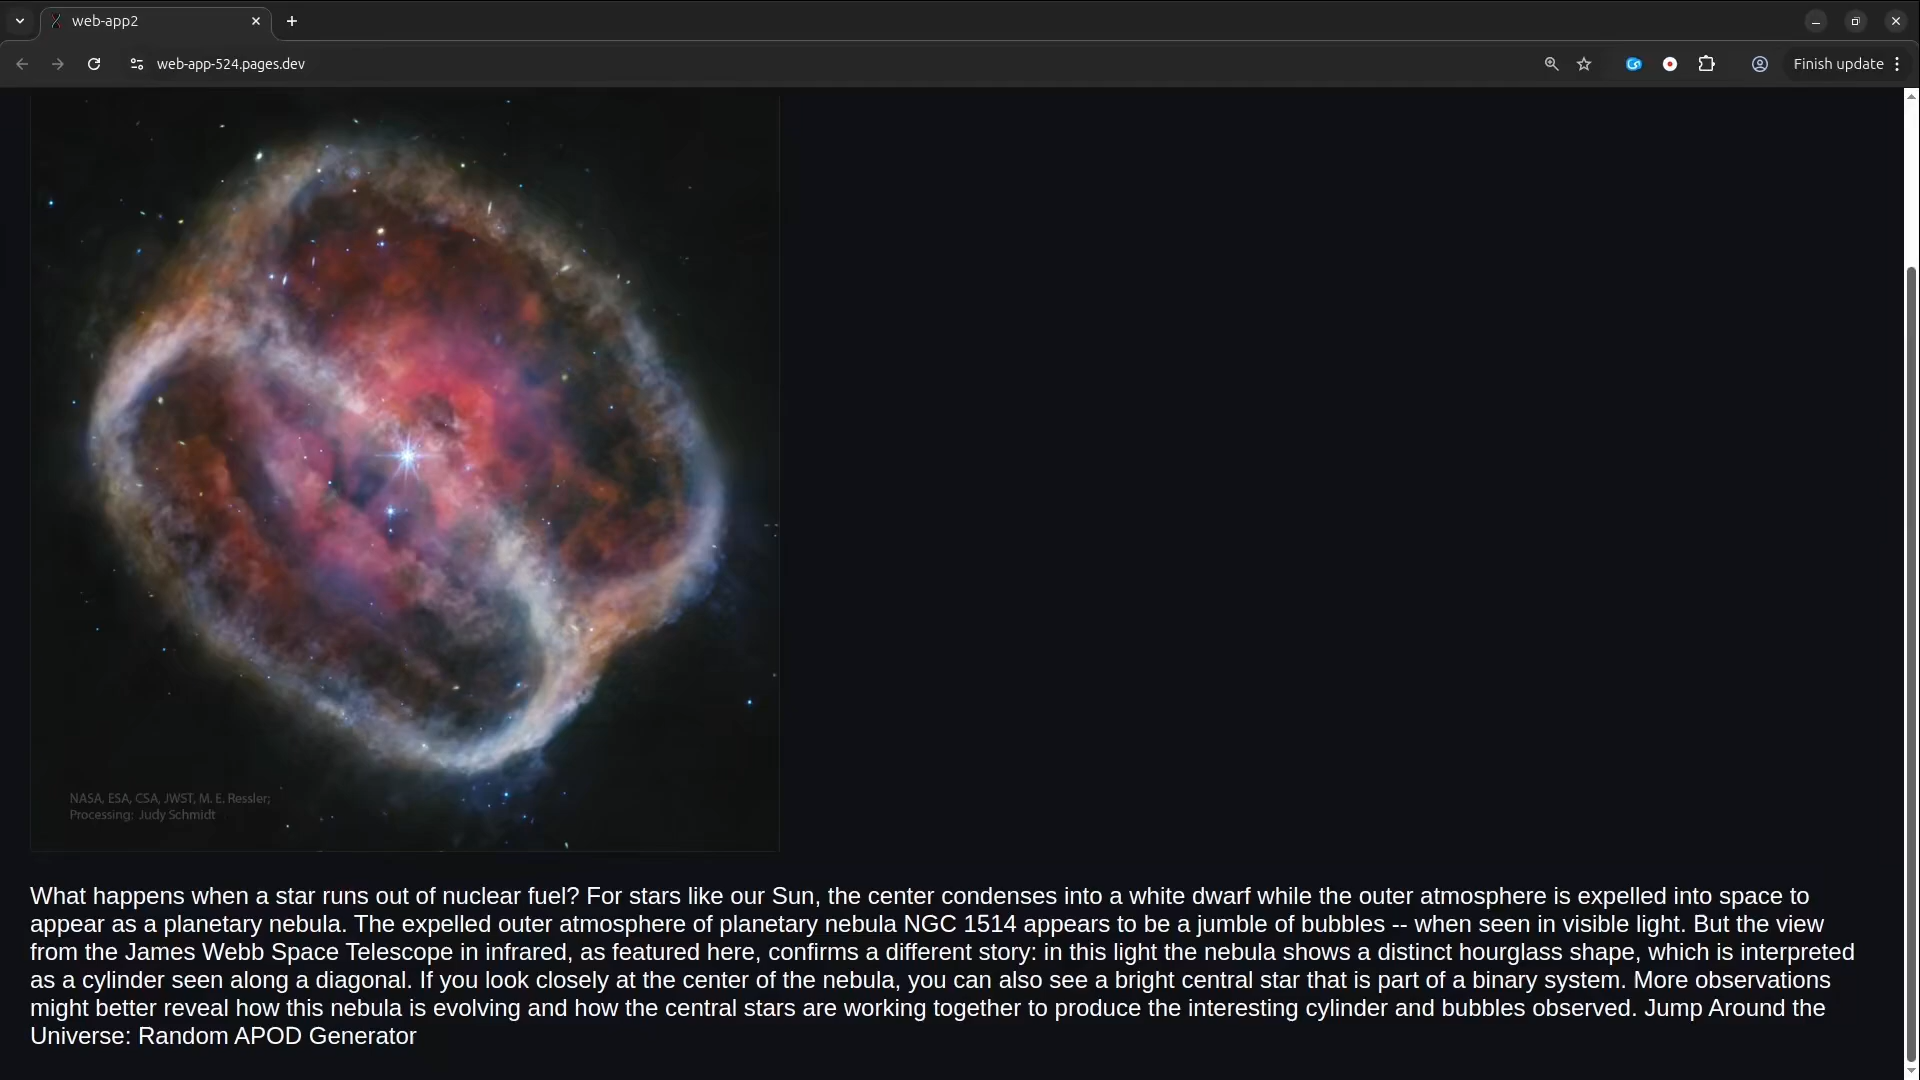 web-app2
web-app-524.pages.dev
Finish update
NASA, ESA, CSA, JWST, M. E. Ressler;
Processing: Judy Schmidt
What happens when a star runs out of nuclear fuel? For stars like our Sun, the center condenses into a white dwarf while the outer atmosphere is expelled into space to
appear as a planetary nebula. The expelled outer atmosphere of planetary nebula NGC 1514 appears to be a jumble of bubbles -- when seen in visible light. But the view
from the James Webb Space Telescope in infrared, as featured here, confirms a different story: in this light the nebula shows a distinct hourglass shape, which is interpreted
as a cylinder seen along a diagonal. If you look closely at the center of the nebula, you can also see a bright central star that is part of a binary system. More observations
might better reveal how this nebula is evolving and how the central stars are working together to produce the interesting cylinder and bubbles observed. Jump Around the
Universe: Random APOD Generator